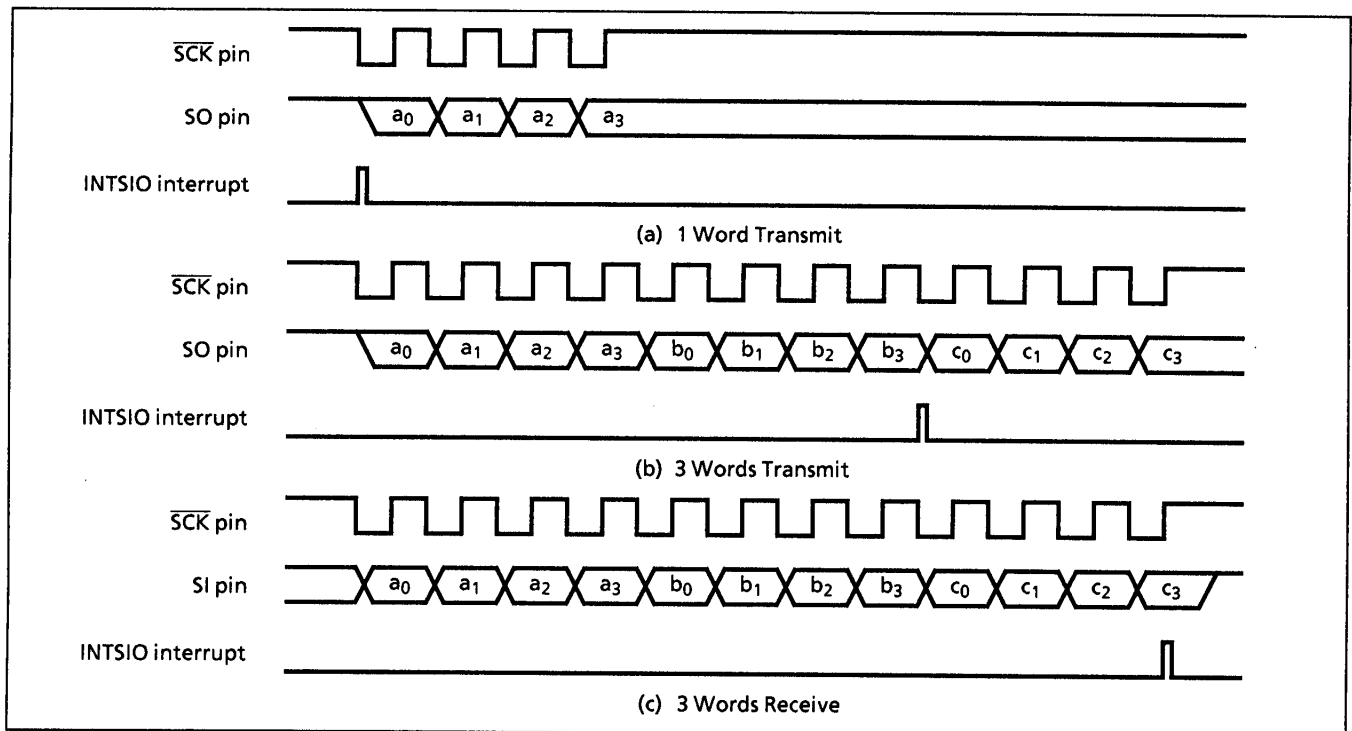 SCK pin
SO pin a0 a1 a2 a3
INTSIO interrupt
(a) 1 Word Transmit
SCK pin
SO pin a0 a1 a2 a3 b0 b1 b2 b3 c0 c1 c2 c3
INTSIO interrupt
(b) 3 Words Transmit
SCK pin
SI pin a0 a1 a2 a3 b0 b1 b2 b3 c0 c1 c2 c3
INTSIO interrupt
(c) 3 Words Receive